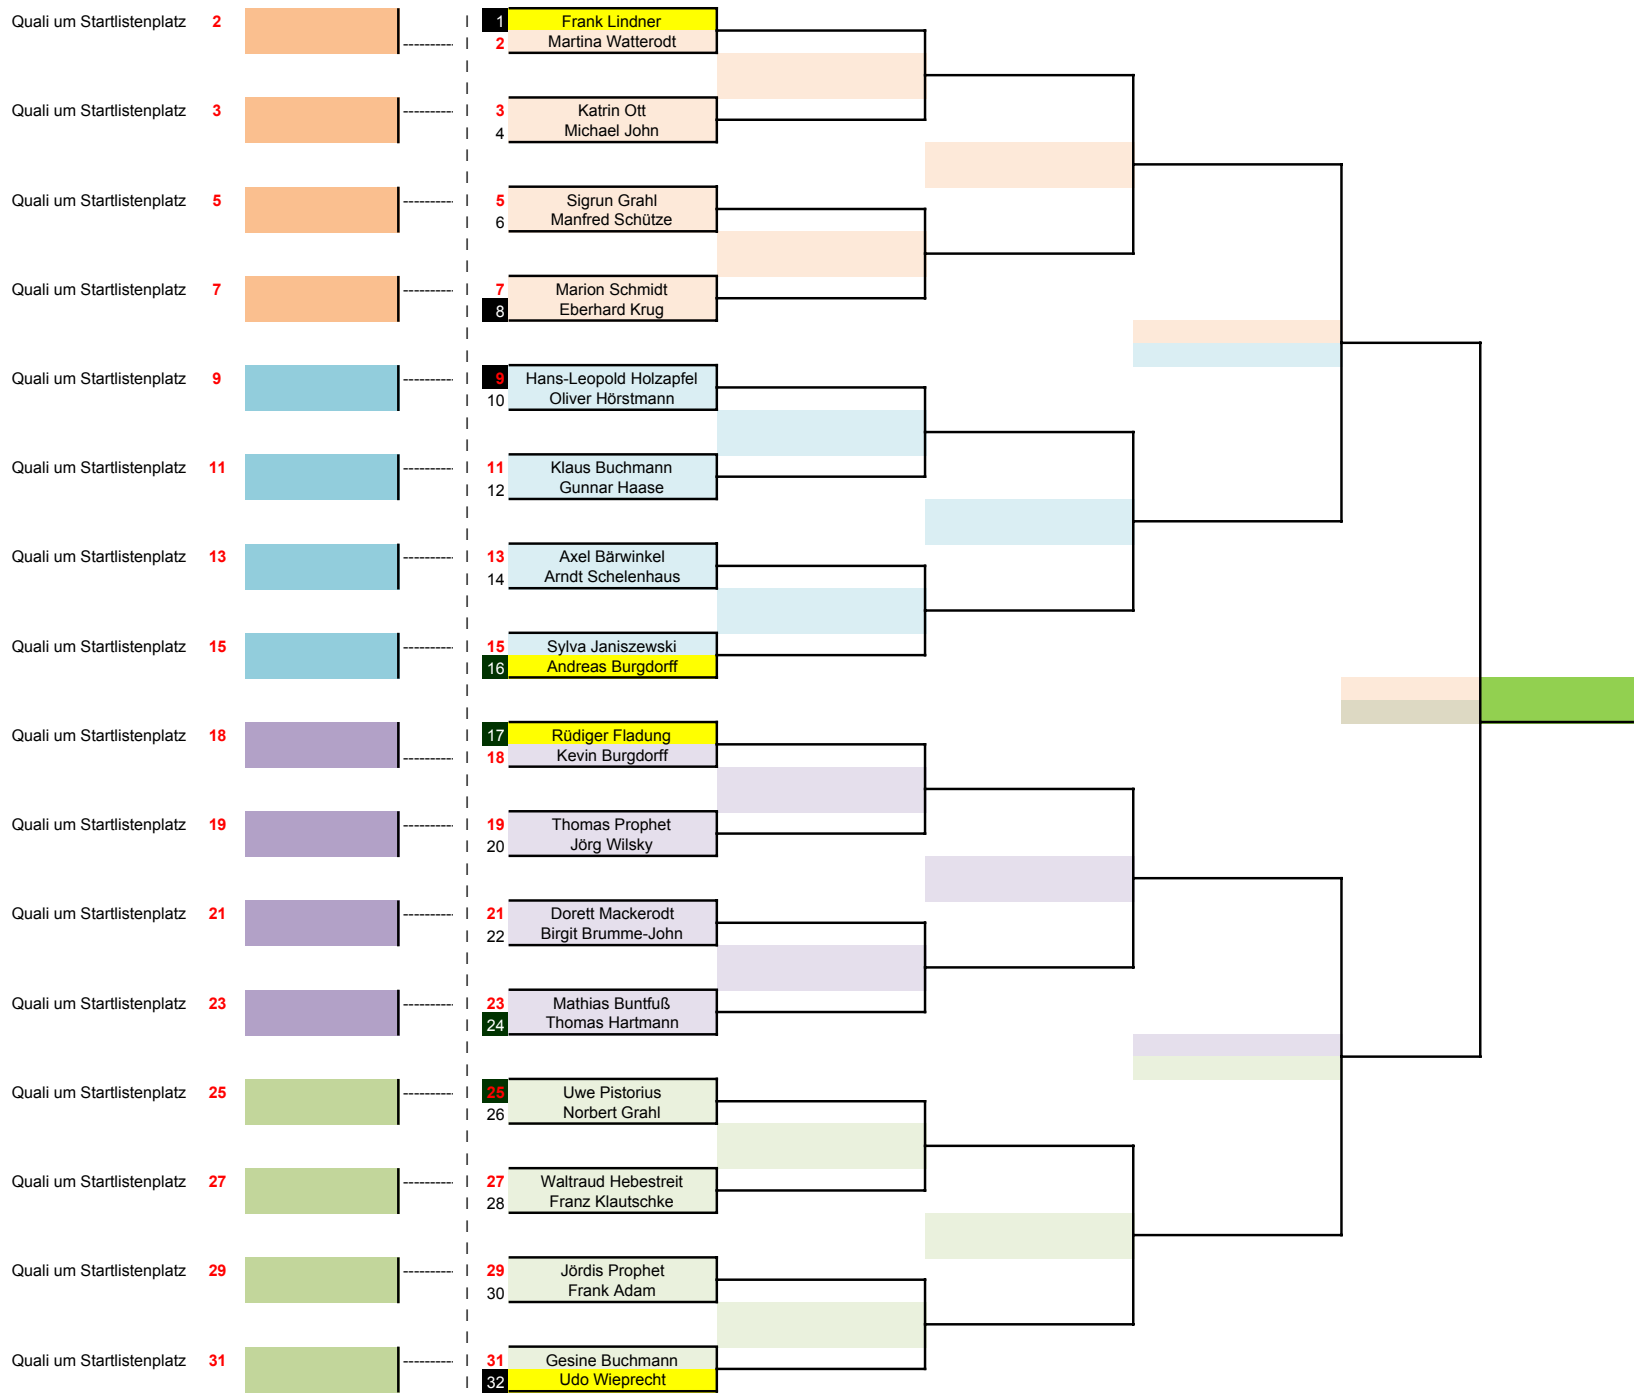 Quali um Startlistenplatz 2 1 Frank Lindner
2 Martina Watterodt
Quali um Startlistenplatz 3 3 Katrin Ott
4 Michael John
Quali um Startlistenplatz 5 5 Sigrun Grahl
6 Manfred Schütze
Quali um Startlistenplatz 7 7 Marion Schmidt
8 Eberhard Krug
Quali um Startlistenplatz 9 9 Hans-Leopold Holzapfel
10 Oliver Hörstmann
Quali um Startlistenplatz 11 11 Klaus Buchmann
12 Gunnar Haase
Quali um Startlistenplatz 13 13 Axel Bärwinkel
14 Arndt Schelenhaus
Quali um Startlistenplatz 15 15 Sylva Janiszewski
16 Andreas Burgdorff
Quali um Startlistenplatz 18 17 Rüdiger Fladung
18 Kevin Burgdorff
Quali um Startlistenplatz 19 19 Thomas Prophet
20 Jörg Wilsky
Quali um Startlistenplatz 21 21 Dorett Mackerodt
22 Birgit Brumme-John
Quali um Startlistenplatz 23 23 Mathias Buntfuß
24 Thomas Hartmann
Quali um Startlistenplatz 25 25 Uwe Pistorius
26 Norbert Grahl
Quali um Startlistenplatz 27 27 Waltraud Hebestreit
28 Franz Klautschke
Quali um Startlistenplatz 29 29 Jördis Prophet
30 Frank Adam
Quali um Startlistenplatz 31 31 Gesine Buchmann
32 Udo Wieprecht